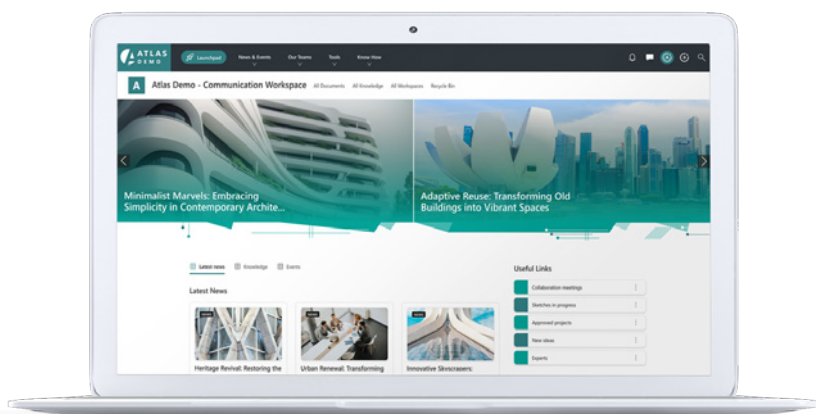 ATLAS
DEMO
Launchpad
News & Events
Our Teams
Tools
Know How
A
Atlas Demo - Communication Workspace
All Documents
All Knowledge
All Workspaces
Recycle Bin
Minimalist Marvels: Embracing
Simplicity in Contemporary Archite...
Adaptive Reuse: Transforming Old
Buildings into Vibrant Spaces
Latest news
Knowledge
Events
Latest News
NEWS
NEWS
NEWS
Heritage Revival: Restoring the
Urban Renewal: Transforming
Innovative Skyscrapers:
Useful Links
Collaboration meetings
Sketches in progress
Approved projects
New ideas
Experts